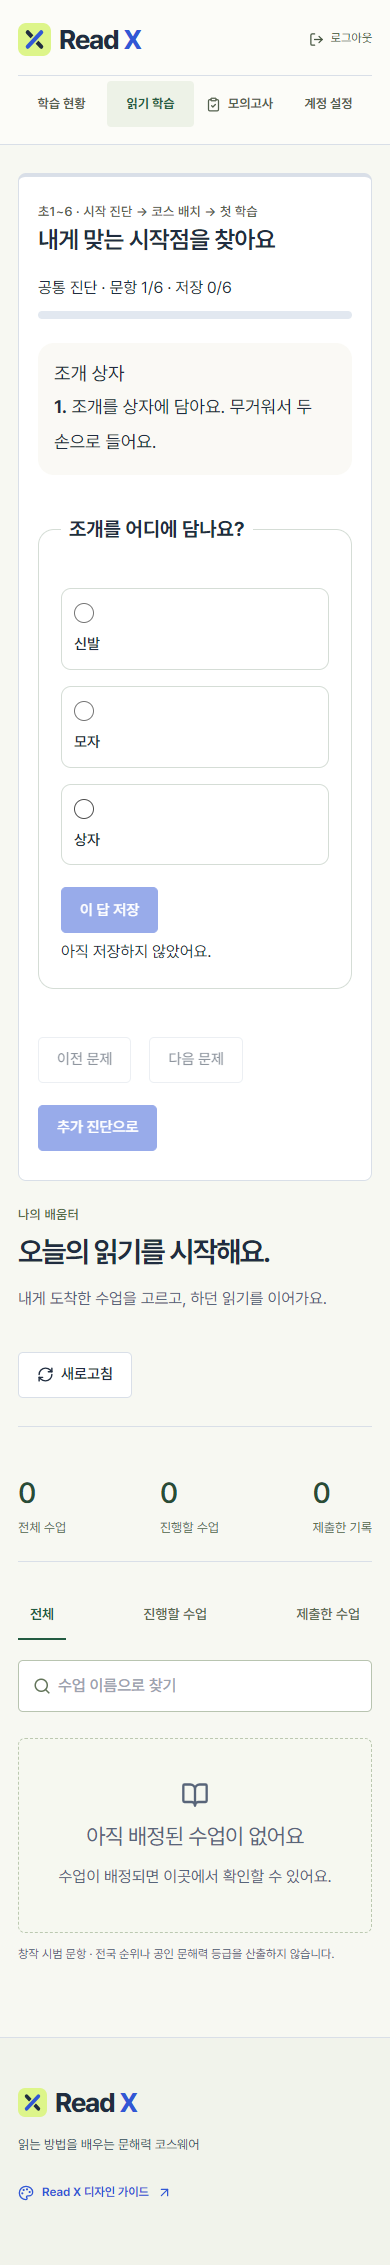 Read X
로그아웃
학습 현황
읽기 학습
모의고사
계정 설정
초1~6 · 시작 진단 → 코스 배치 → 첫 학습
내게 맞는 시작점을 찾아요
공통 진단 · 문항 1/6 · 저장 0/6
조개 상자
1. 조개를 상자에 담아요. 무거워서 두
손으로 들어요.
조개를 어디에 담나요?
신발
모자
상자
이 답 저장
아직 저장하지 않았어요.
이전 문제
다음 문제
추가 진단으로
나의 배움터
오늘의 읽기를 시작해요.
내게 도착한 수업을 고르고, 하던 읽기를 이어가요.
새로고침
0
전체 수업
0
진행할 수업
0
제출한 기록
전체
진행할 수업
제출한 수업
수업 이름으로 찾기
아직 배정된 수업이 없어요
수업이 배정되면 이곳에서 확인할 수 있어요.
창작 시범 문항 · 전국 순위나 공인 문해력 등급을 산출하지 않습니다.
Read X
읽는 방법을 배우는 문해력 코스웨어
Read X 디자인 가이드